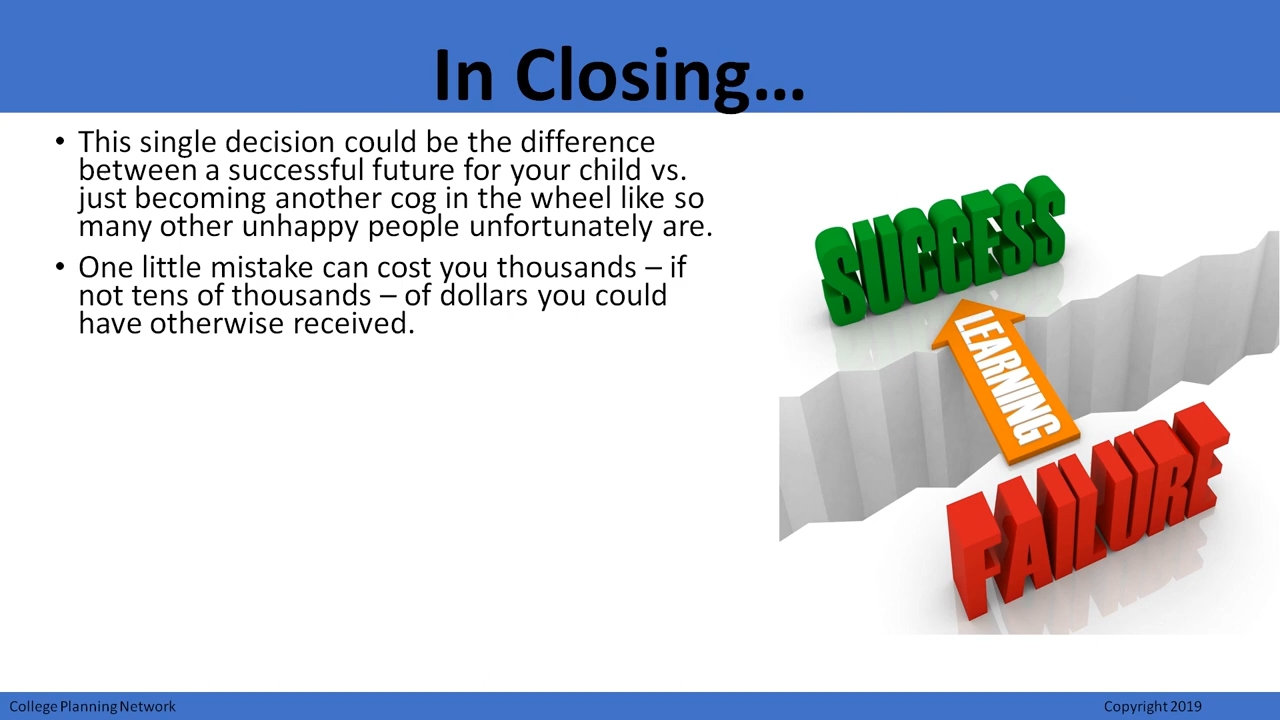 In Closing…
• This single decision could be the difference
between a successful future for your child vs.
just becoming another cog in the wheel like so
many other unhappy people unfortunately are.
• One little mistake can cost you thousands – if
not tens of thousands – of dollars you could
have otherwise received.
SUCCESS
LEARNING
FAILURE
College Planning Network
Copyright 2019